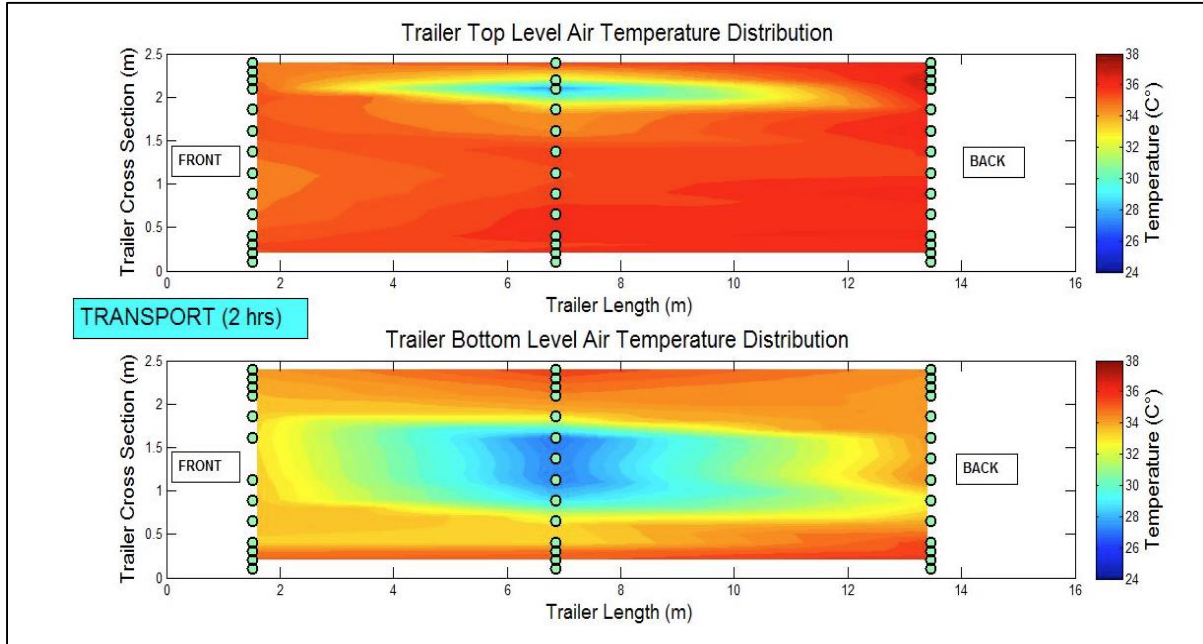 Trailer Top Level Air Temperature Distribution
Trailer Cross Section (m)
2.5
2
1.5
1
0.5
0
FRONT
BACK
0 2 4 6 8 10 12 14 16
Trailer Length (m)
38
36
34
32
30
28
26
24
Temperature (C°)
TRANSPORT (2 hrs)
Trailer Bottom Level Air Temperature Distribution
Trailer Cross Section (m)
2.5
2
1.5
1
0.5
0
FRONT
BACK
0 2 4 6 8 10 12 14 16
Trailer Length (m)
38
36
34
32
30
28
26
24
Temperature (C°)